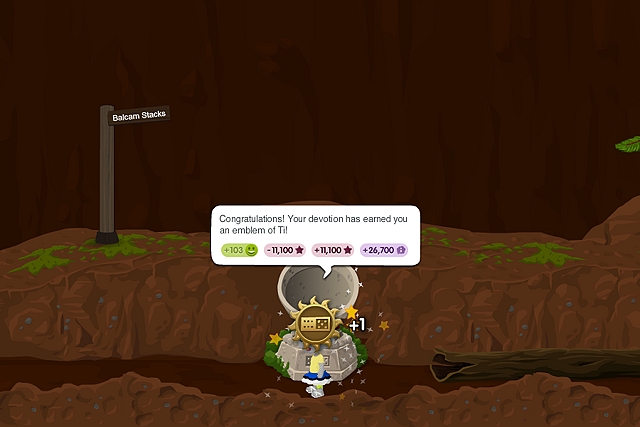 Balcam Stacks
Congratulations! Your devotion has earned you
an emblem of Ti!
+103 -11,100 +11,100 +26,700
+1